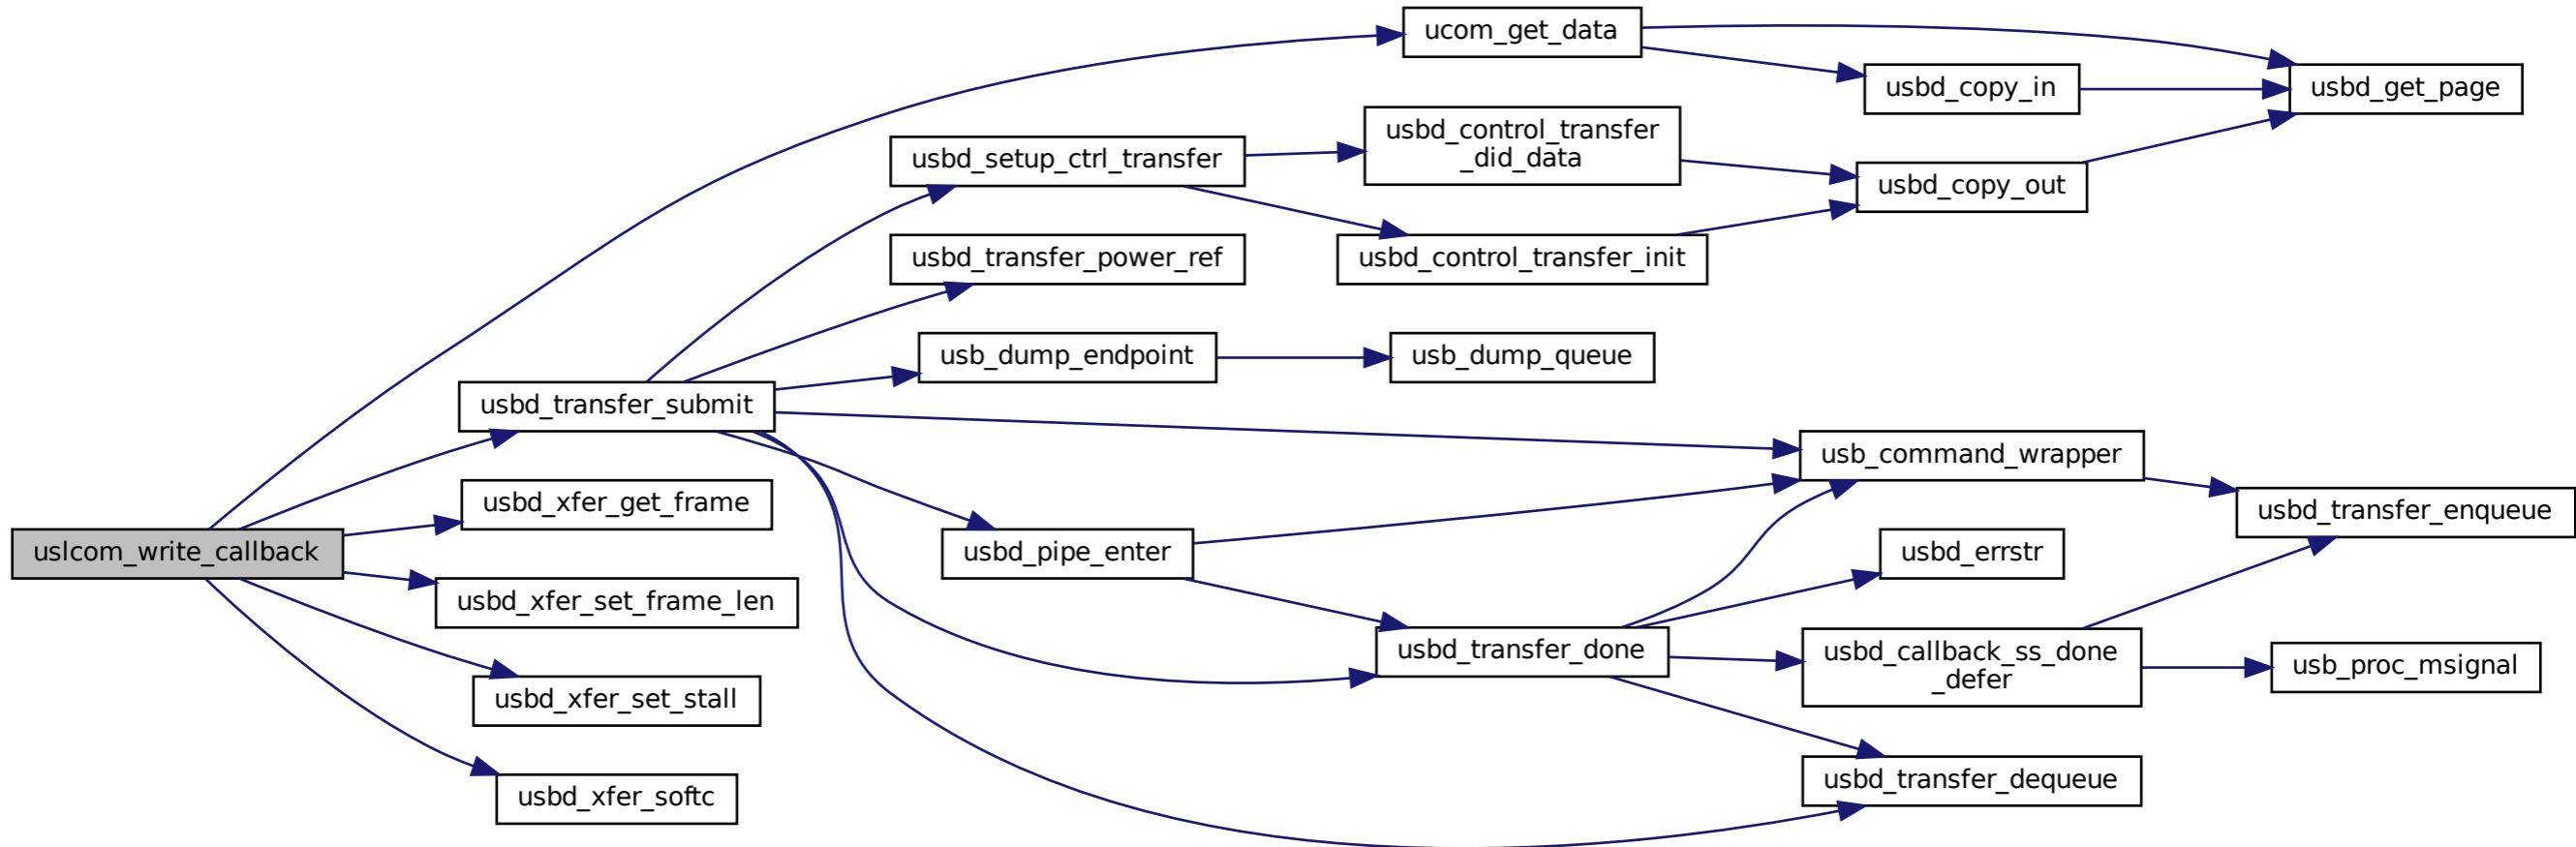 ucom_get_data
usbd_copy_in
usbd_get_page
usbd_control_transfer
_did_data
usbd_setup_ctrl_transfer
usbd_copy_out
usbd_transfer_power_ref
usbd_control_transfer_init
usb_dump_endpoint
usb_dump_queue
usbd_transfer_submit
usb_command_wrapper
usbd_xfer_get_frame
usbd_transfer_enqueue
uslcom_write_callback
usbd_pipe_enter
usbd_errstr
usbd_xfer_set_frame_len
usbd_transfer_done
usbd_callback_ss_done
_defer
usb_proc_msignal
usbd_xfer_set_stall
usbd_transfer_dequeue
usbd_xfer_softc